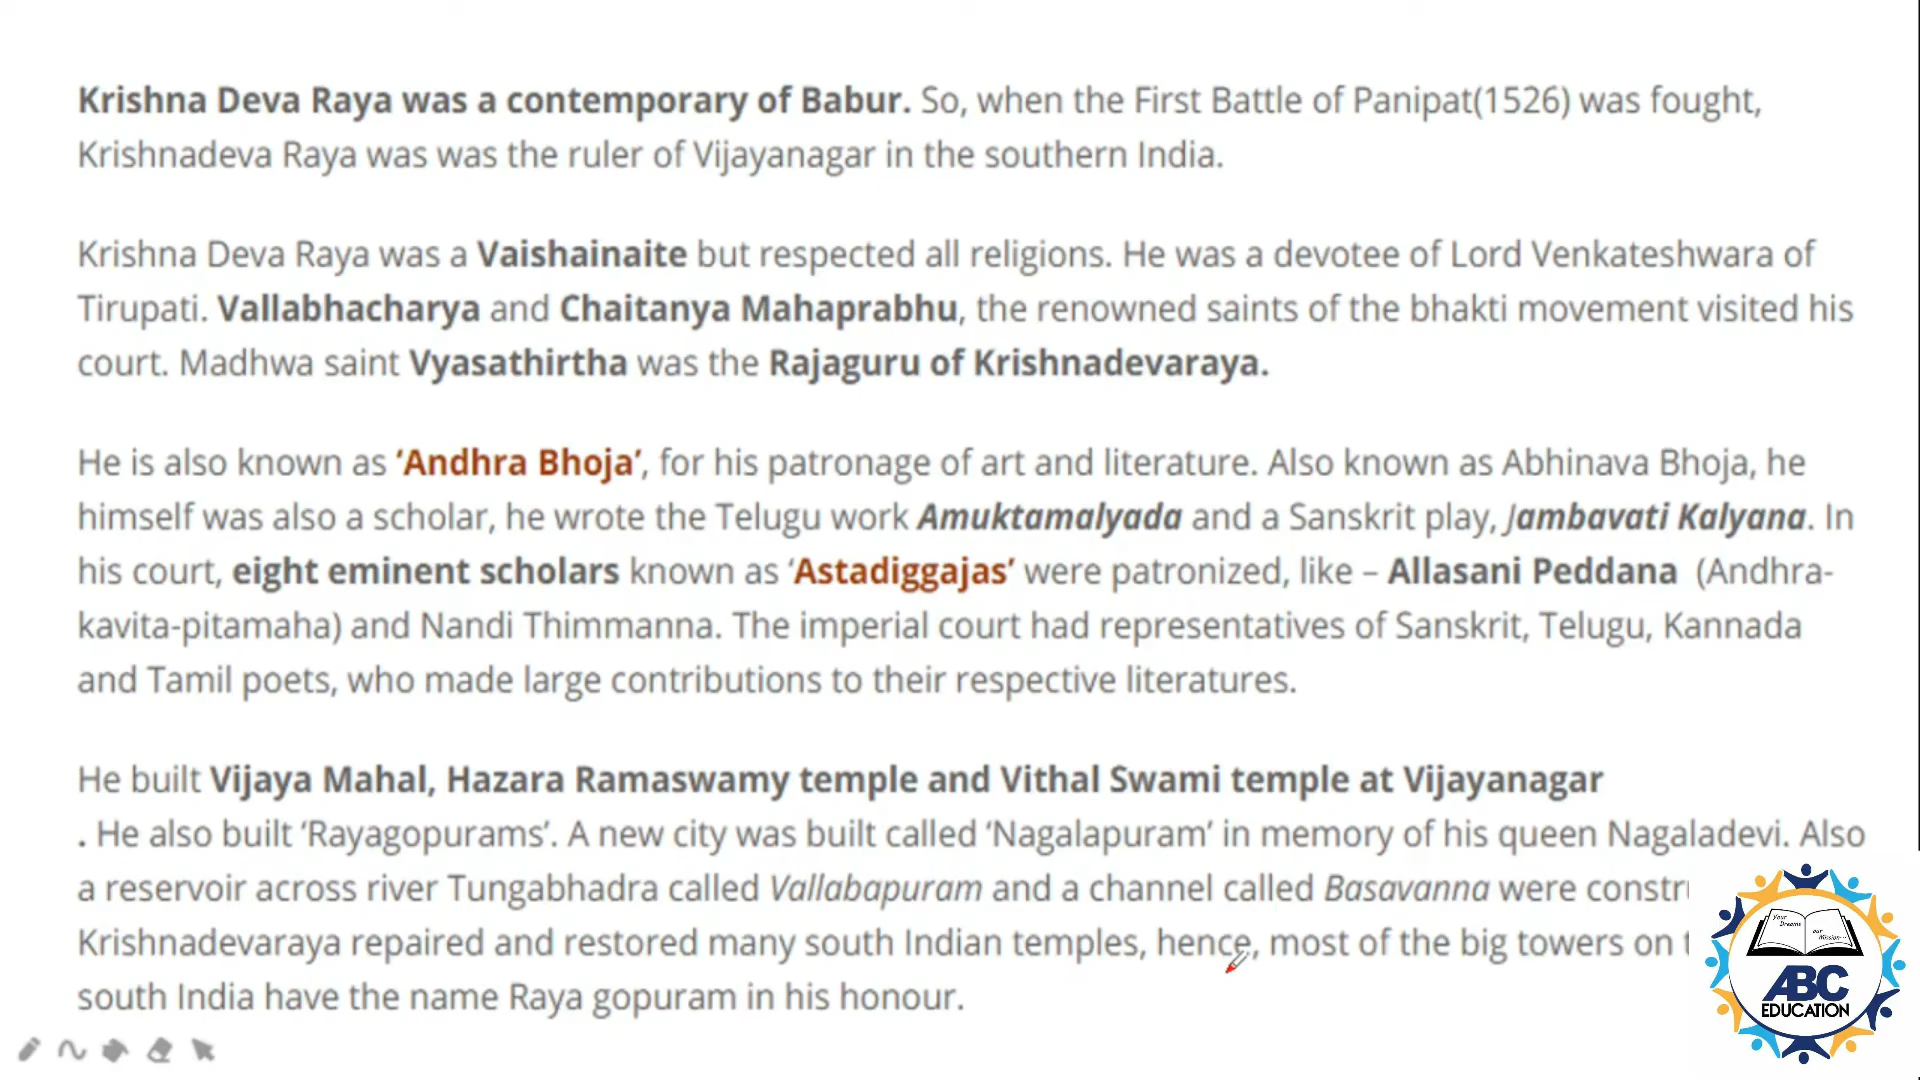 Krishna Deva Raya was a contemporary of Babur. So, when the First Battle of Panipat(1526) was fought,
Krishnadeva Raya was was the ruler of Vijayanagar in the southern India.
Krishna Deva Raya was a Vaishainaite but respected all religions. He was a devotee of Lord Venkateshwara of
Tirupati. Vallabhacharya and Chaitanya Mahaprabhu, the renowned saints of the bhakti movement visited his
court. Madhwa saint Vyasathirtha was the Rajaguru of Krishnadevaraya.
He is also known as ‘Andhra Bhoja’, for his patronage of art and literature. Also known as Abhinava Bhoja, he
himself was also a scholar, he wrote the Telugu work Amuktamalyada and a Sanskrit play, Jambavati Kalyana. In
his court, eight eminent scholars known as ‘Astadiggajas’ were patronized, like – Allasani Peddana (Andhra-
kavita-pitamaha) and Nandi Thimmanna. The imperial court had representatives of Sanskrit, Telugu, Kannada
and Tamil poets, who made large contributions to their respective literatures.
He built Vijaya Mahal, Hazara Ramaswamy temple and Vithal Swami temple at Vijayanagar
. He also built ‘Rayagopurams’. A new city was built called ‘Nagalapuram’ in memory of his queen Nagaladevi. Also
a reservoir across river Tungabhadra called Vallabapuram and a channel called Basavanna were constr
Krishnadevaraya repaired and restored many south Indian temples, hence, most of the big towers on
south India have the name Raya gopuram in his honour.
Your
Dreams
our
Mission...
ABC
EDUCATION